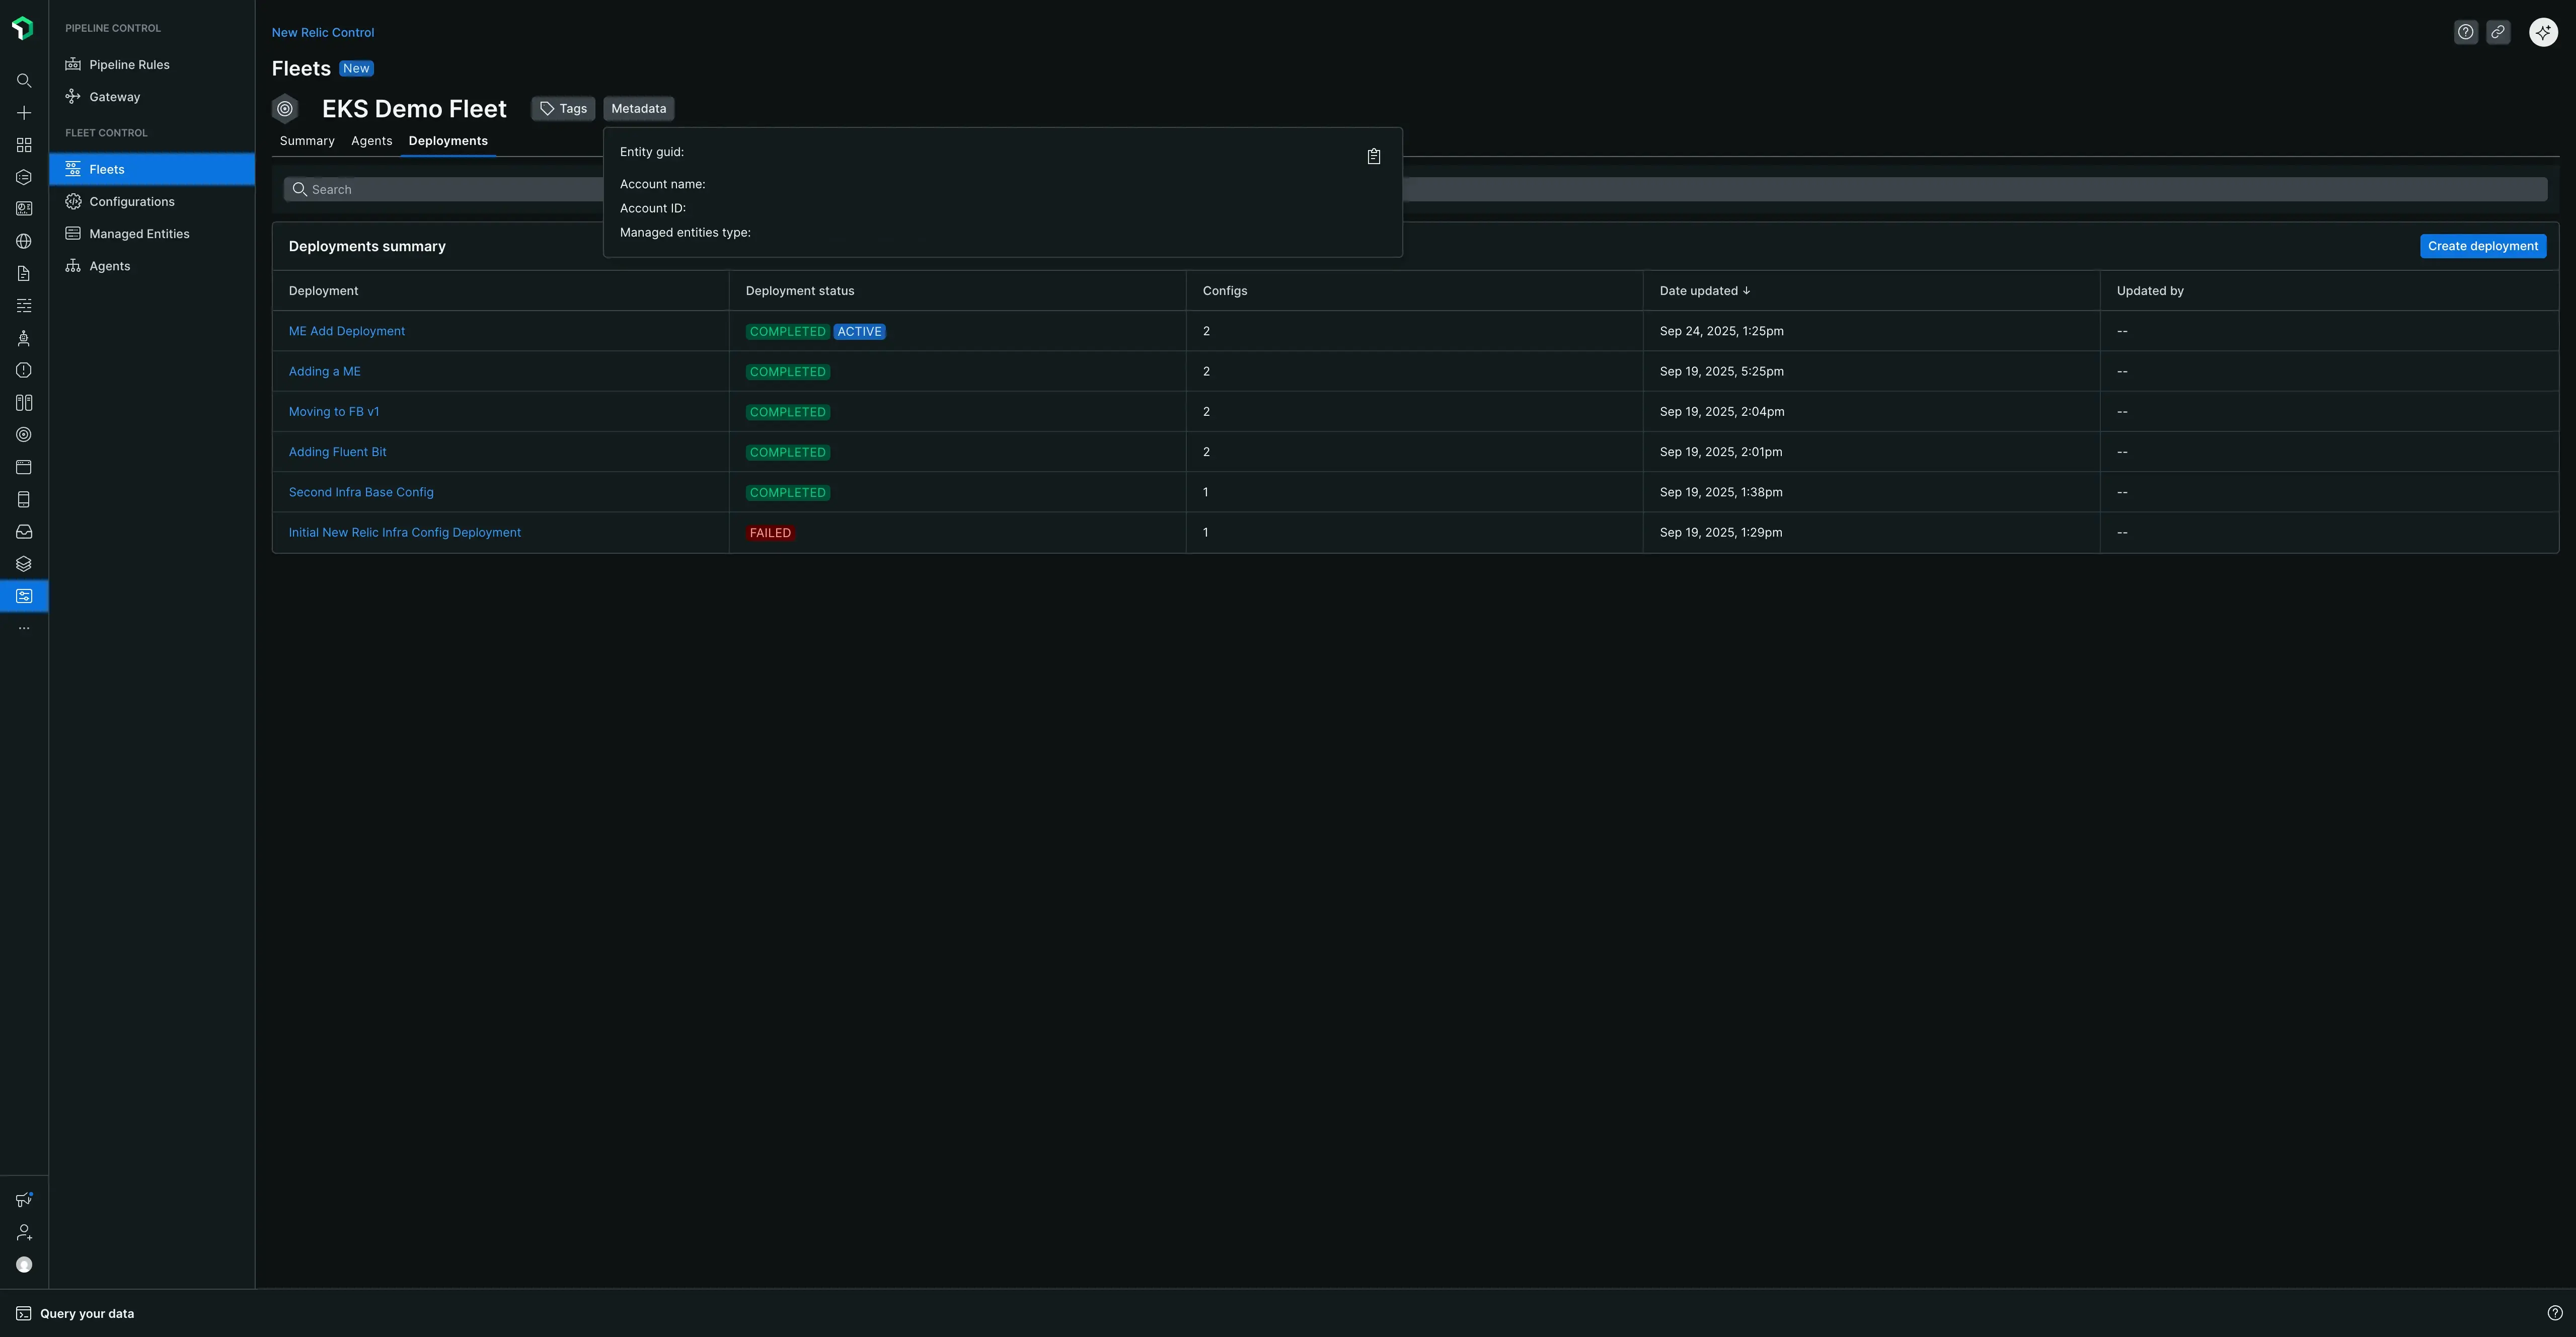 PIPELINE CONTROL
Pipeline Rules
Gateway
FLEET CONTROL
Fleets
Configurations
Managed Entities
Agents
New Relic Control
Fleets New
EKS Demo Fleet Tags Metadata
Summary Agents Deployments
Entity guid:
Account name:
Account ID:
Managed entities type:
Search
Deployments summary Create deployment
Deployment Deployment status Configs Date updated ↓ Updated by
ME Add Deployment COMPLETED ACTIVE 2 Sep 24, 2025, 1:25pm --
Adding a ME COMPLETED 2 Sep 19, 2025, 5:25pm --
Moving to FB v1 COMPLETED 2 Sep 19, 2025, 2:04pm --
Adding Fluent Bit COMPLETED 2 Sep 19, 2025, 2:01pm --
Second Infra Base Config COMPLETED 1 Sep 19, 2025, 1:38pm --
Initial New Relic Infra Config Deployment FAILED 1 Sep 19, 2025, 1:29pm --
Query your data